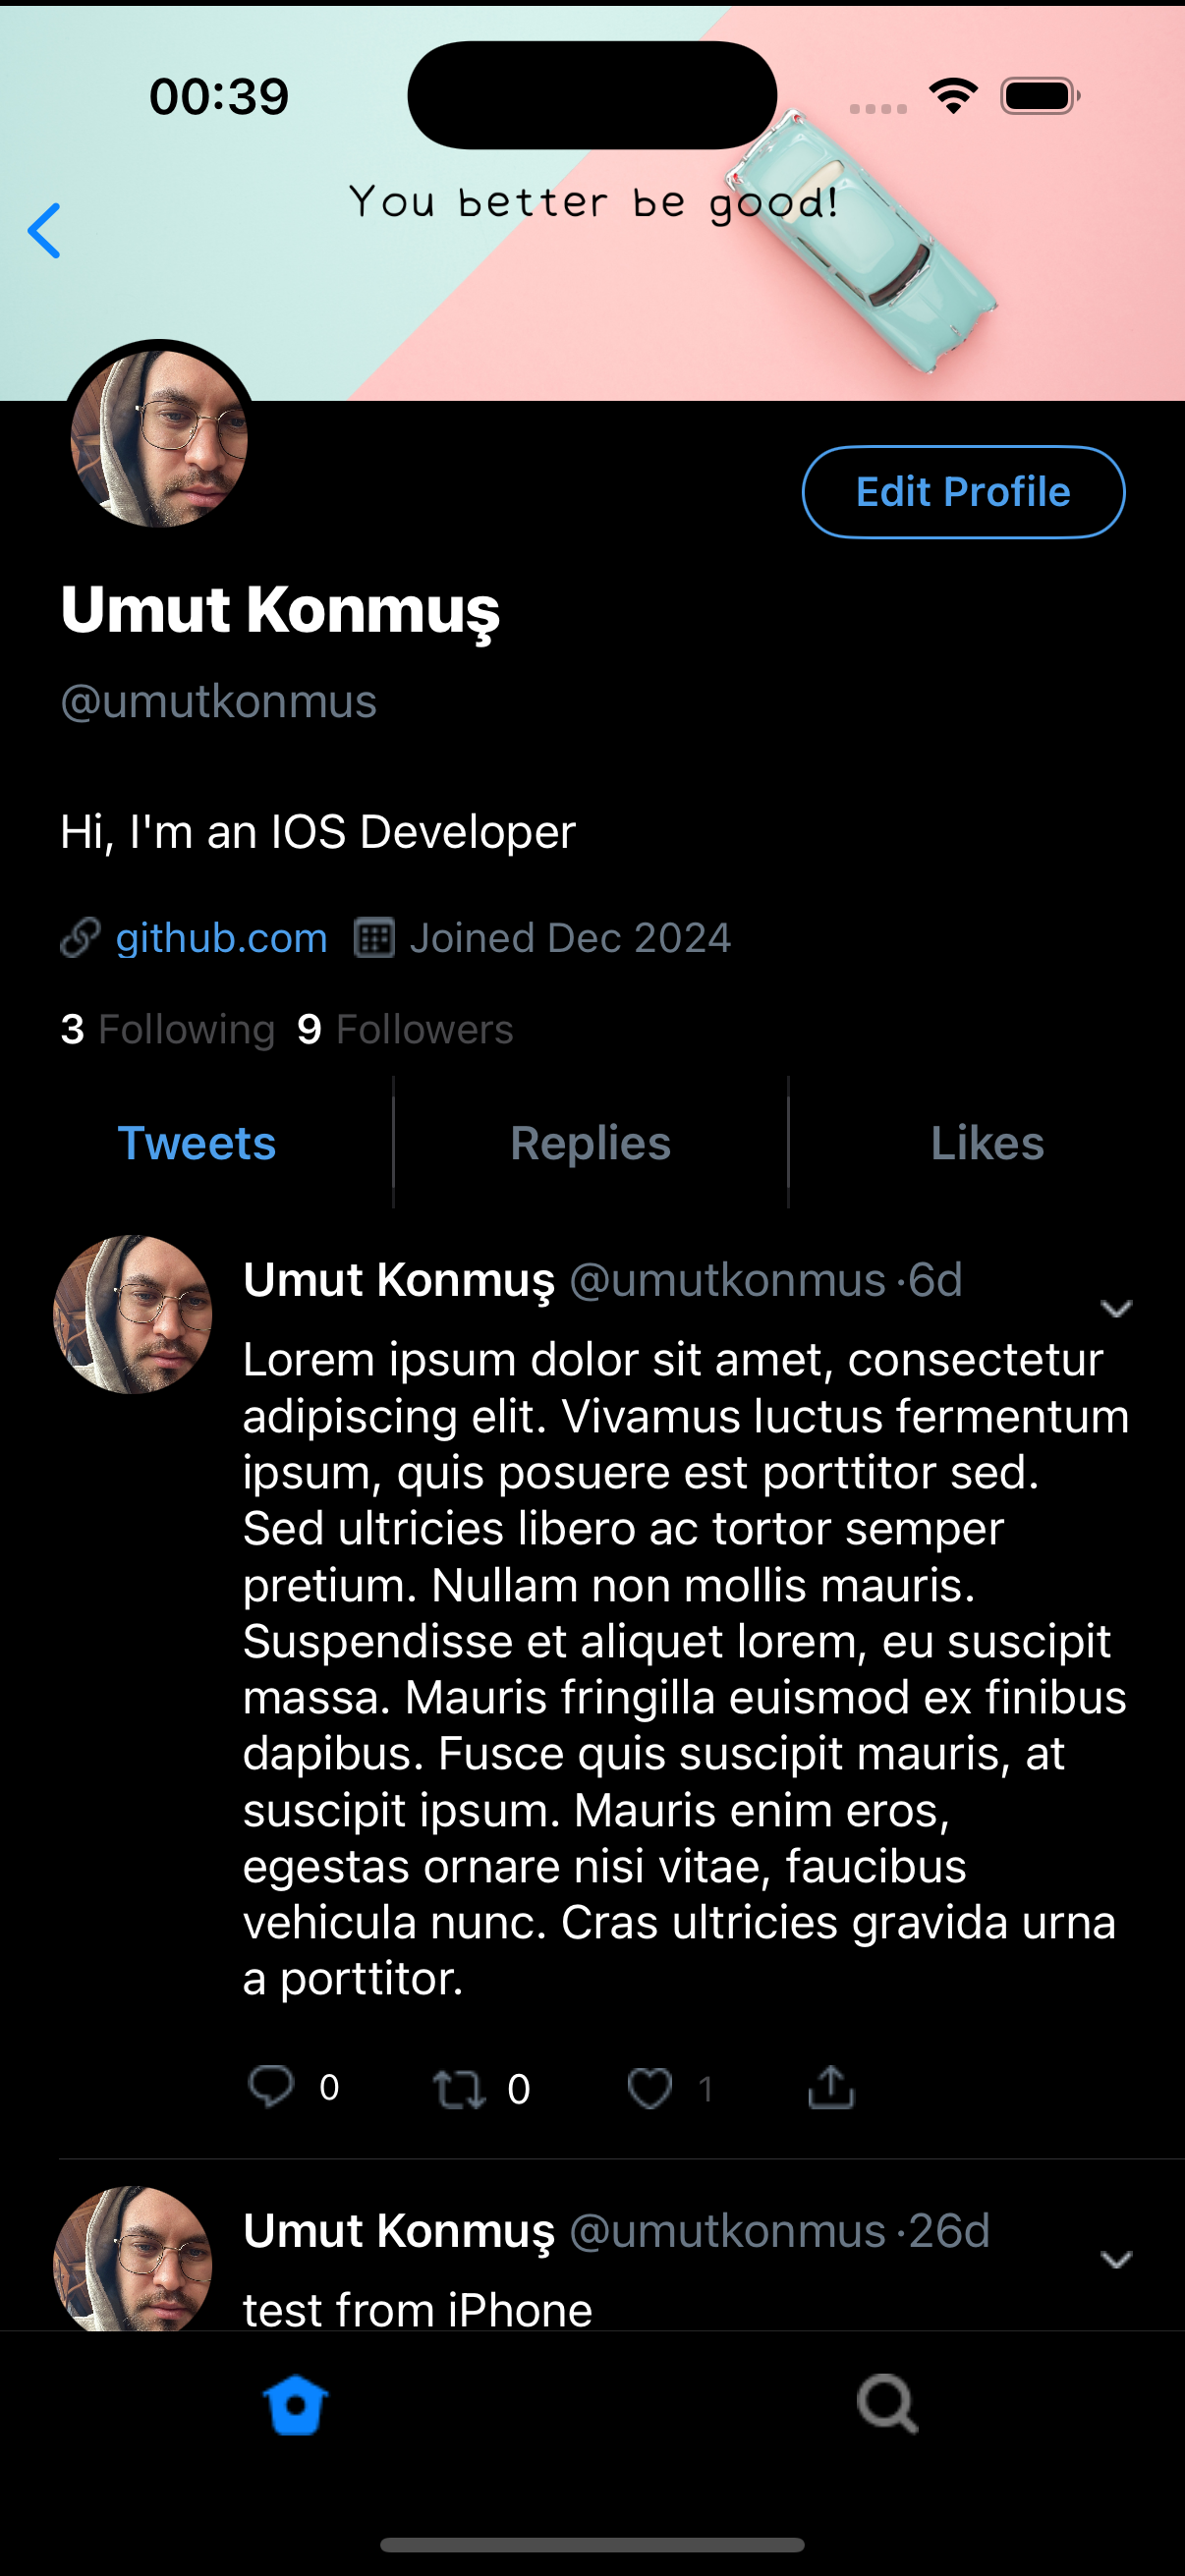 00:39
You better be good!
Edit Profile
Umut Konmuş
@umutkonmus
Hi, I'm an IOS Developer
github.com Joined Dec 2024
3 Following 9 Followers
Tweets Replies Likes
Umut Konmuş @umutkonmus ·6d
Lorem ipsum dolor sit amet, consectetur
adipiscing elit. Vivamus luctus fermentum
ipsum, quis posuere est porttitor sed.
Sed ultricies libero ac tortor semper
pretium. Nullam non mollis mauris.
Suspendisse et aliquet lorem, eu suscipit
massa. Mauris fringilla euismod ex finibus
dapibus. Fusce quis suscipit mauris, at
suscipit ipsum. Mauris enim eros,
egestas ornare nisi vitae, faucibus
vehicula nunc. Cras ultricies gravida urna
a porttitor.
0 0 1
Umut Konmuş @umutkonmus ·26d
test from iPhone